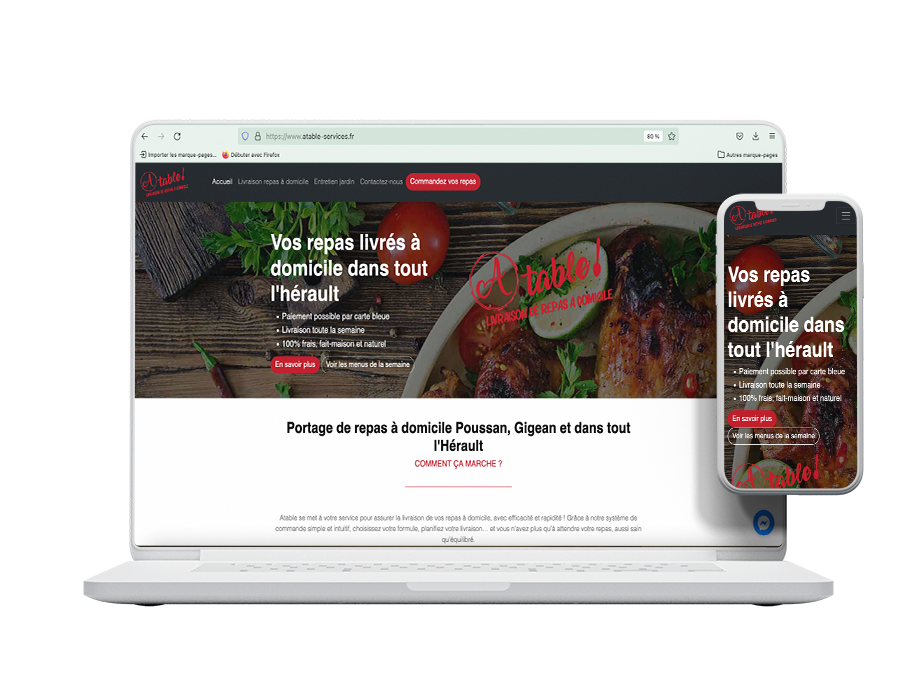 https://www.atable-services.fr
80 %
Importer les marque-pages...
Débuter avec Firefox
Autres marque-pages
Atable!
LIVRAISON DE REPAS À DOMICILE
Accueil
Livraison repas à domicile
Entretien jardin
Contactez-nous
Commandez vos repas
Vos repas livrés à
domicile dans tout
l'hérault
Paiement possible par carte bleue
Livraison toute la semaine
100% frais, fait-maison et naturel
En savoir plus
Voir les menus de la semaine
Atable!
LIVRAISON DE REPAS À DOMICILE
Portage de repas à domicile Poussan, Gigean et dans tout
l'Hérault
COMMENT ÇA MARCHE ?
Atable se met à votre service pour assurer la livraison de vos repas à domicile, avec efficacité et rapidité ! Grâce à notre système de
commande simple et intuitif, choisissez votre formule, planifiez votre livraison... et vous n'avez plus qu'à attendre votre repas, aussi sain
qu'équilibré.
Atable!
Vos repas
livrés à
domicile dans
tout l'hérault
Paiement possible par carte bleue
Livraison toute la semaine
100% frais, fait-maison et naturel
En savoir plus
Voir les menus de la semaine
Atable!